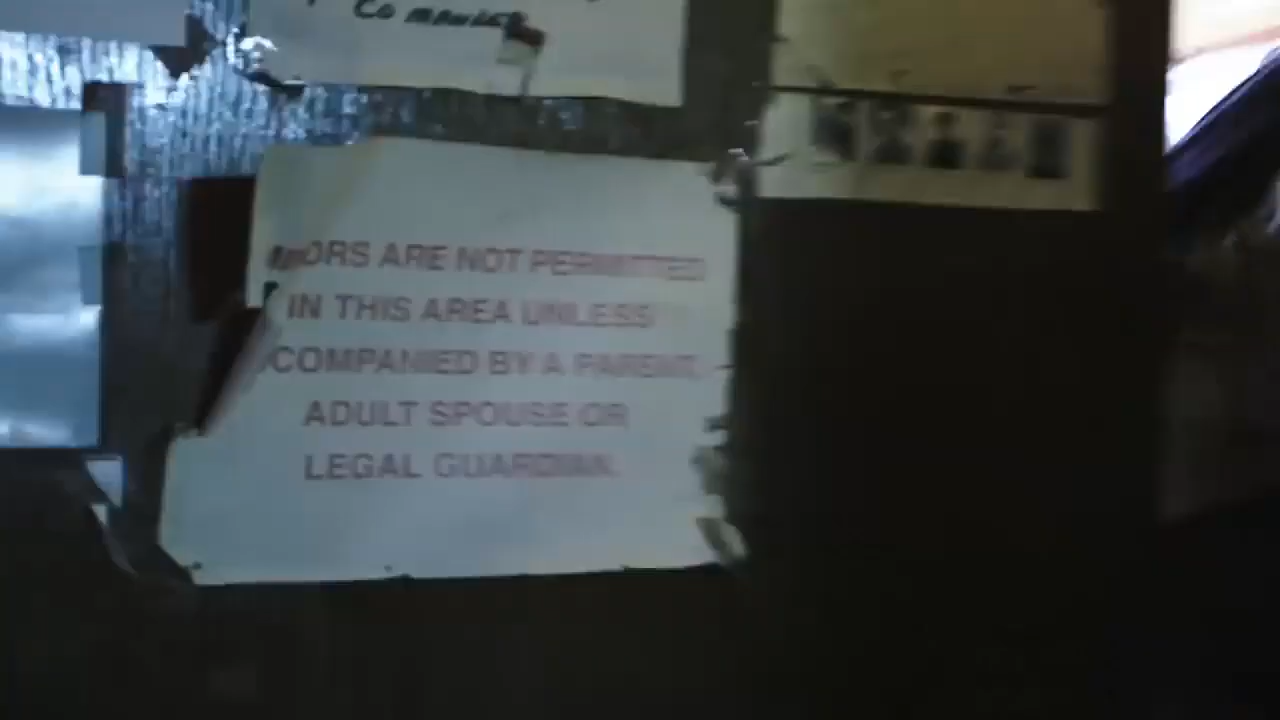 ORS ARE NOT PERMITTED
IN THIS AREA UNLESS
COMPANIED BY A PARENT,
ADULT SPOUSE OR
LEGAL GUARDIAN.